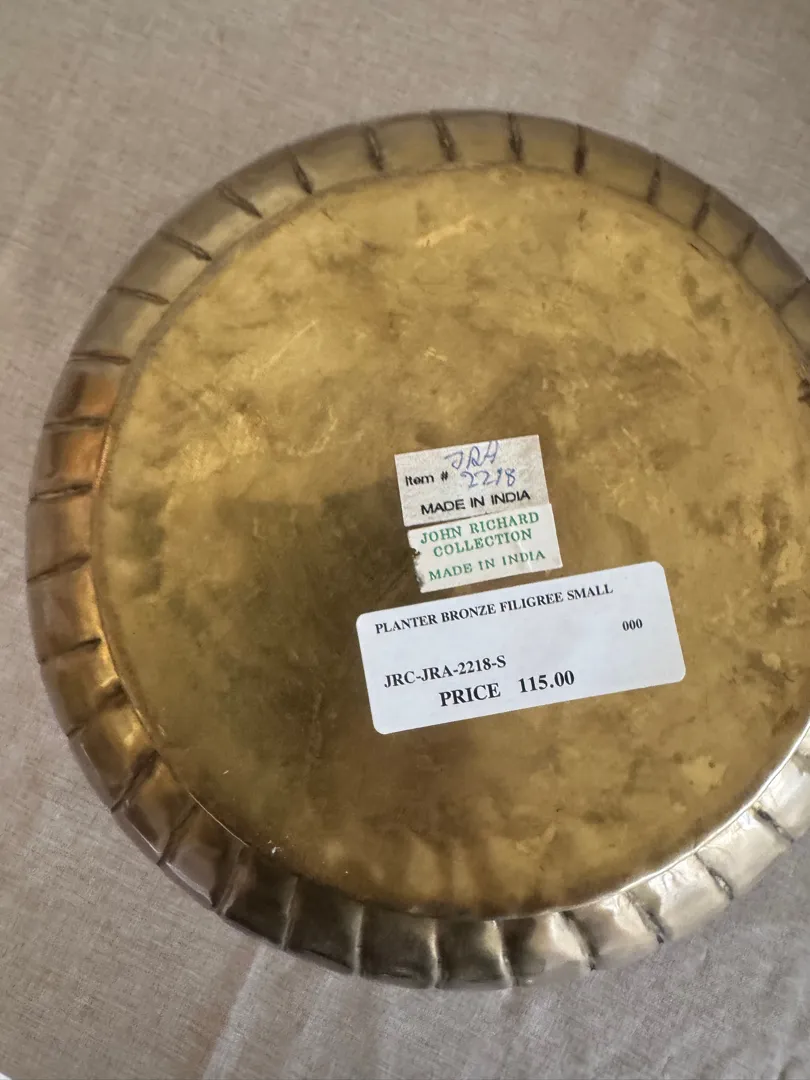 JRA
Item # 2218
MADE IN INDIA
JOHN RICHARD
COLLECTION
MADE IN INDIA
PLANTER BRONZE FILIGREE SMALL
000
JRC-JRA-2218-S
PRICE 115.00